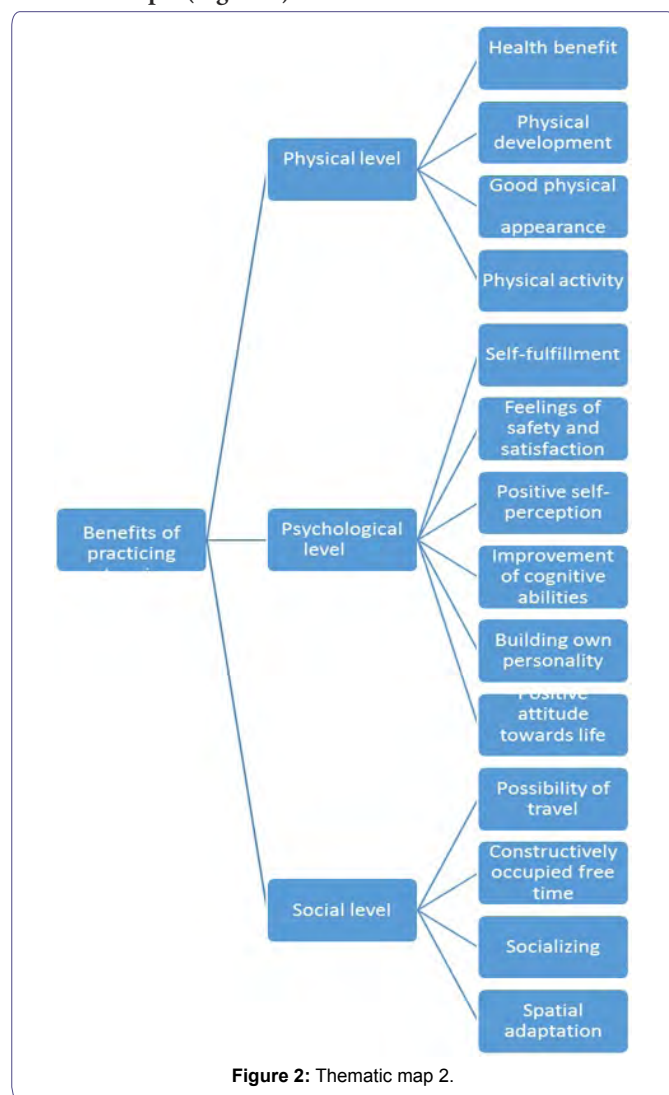 Health benefit
Physical
development
Good physical
appearance
Physical activity
Physical level
Self-fulfillment
Feelings of
safety and
satisfaction
Positive self-
perception
Improvement
of cognitive
abilities
Building own
personality
Positive
attitude
towards life
Psychological
level
Benefits of
practicing
Possibility of
travel
Constructively
occupied free
time
Socializing
Spatial
adaptation
Social level
Figure 2: Thematic map 2.